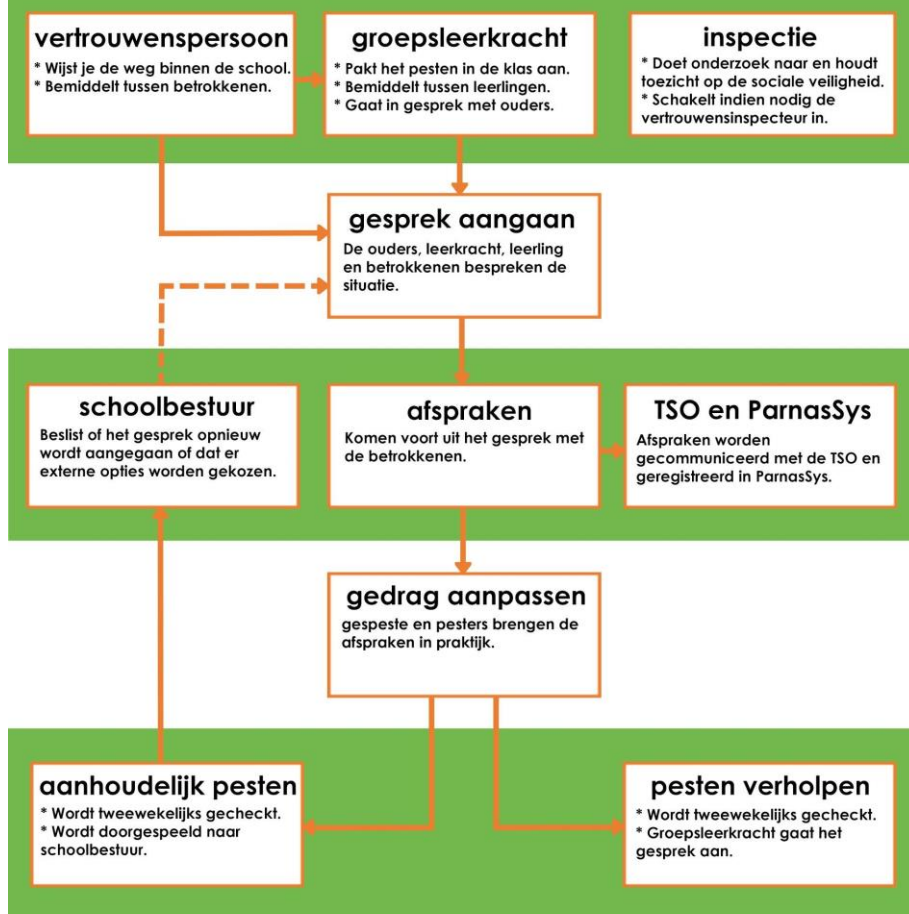 vertrouwenspersoon
* Wijst je de weg binnen de school.
* Bemiddelt tussen betrokkenen.
groepsleerkracht
* Pakt het pesten in de klas aan.
* Bemiddelt tussen leerlingen.
* Gaat in gesprek met ouders.
inspectie
* Doet onderzoek naar en houdt
toezicht op de sociale veiligheid.
* Schakelt indien nodig de
vertrouwensinspecteur in.
gesprek aangaan
De ouders, leerkracht, leerling
en betrokkenen bespreken de
situatie.
schoolbestuur
Beslist of het gesprek opnieuw
wordt aangegaan of dat er
externe opties worden gekozen.
afspraken
Komen voort uit het gesprek met
de betrokkenen.
TSO en ParnasSys
Afspraken worden
gecommuniceerd met de TSO en
geregistreerd in ParnasSys.
gedrag aanpassen
gespeste en pesters brengen de
afspraken in praktijk.
aanhoudelijk pesten
* Wordt tweewekelijks gecheckt.
* Wordt doorgespeeld naar
schoolbestuur.
pesten verholpen
* Wordt tweewekelijks gecheckt.
* Groepsleerkracht gaat het
gesprek aan.